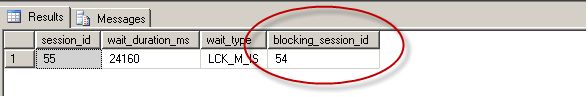 Results Messages
session_id wait_duration_ms wait_type blocking_session_id
1 55 24160 LCK_M_IS 54